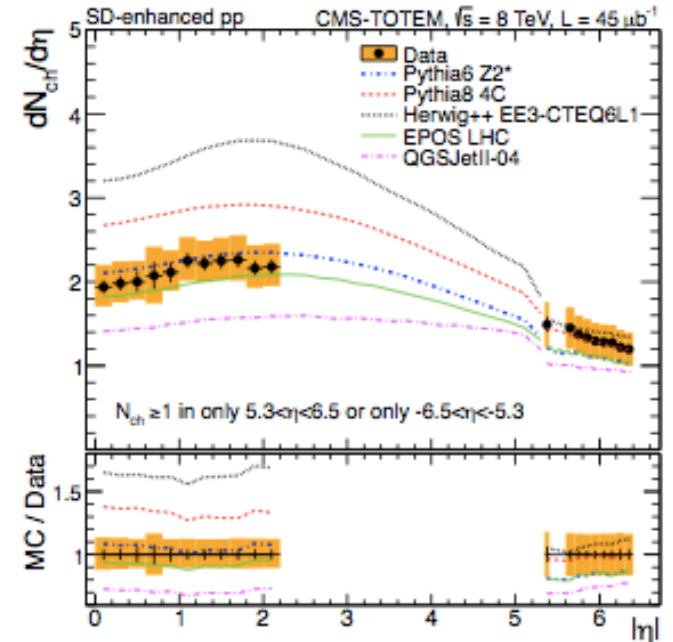 SD-enhanced pp CMS-TOTEM, √s = 8 TeV, L = 45 μb⁻¹
dN_ch/dη
5
4
3
2
1
Data
Pythia6 Z2*
Pythia8 4C
Herwig++ EE3-CTEQ6L1
EPOS LHC
QGSJetII-04
N_ch ≥1 in only 5.3<η<6.5 or only -6.5<η<-5.3
MC / Data
1.5
1
0 1 2 3 4 5 6
|η|